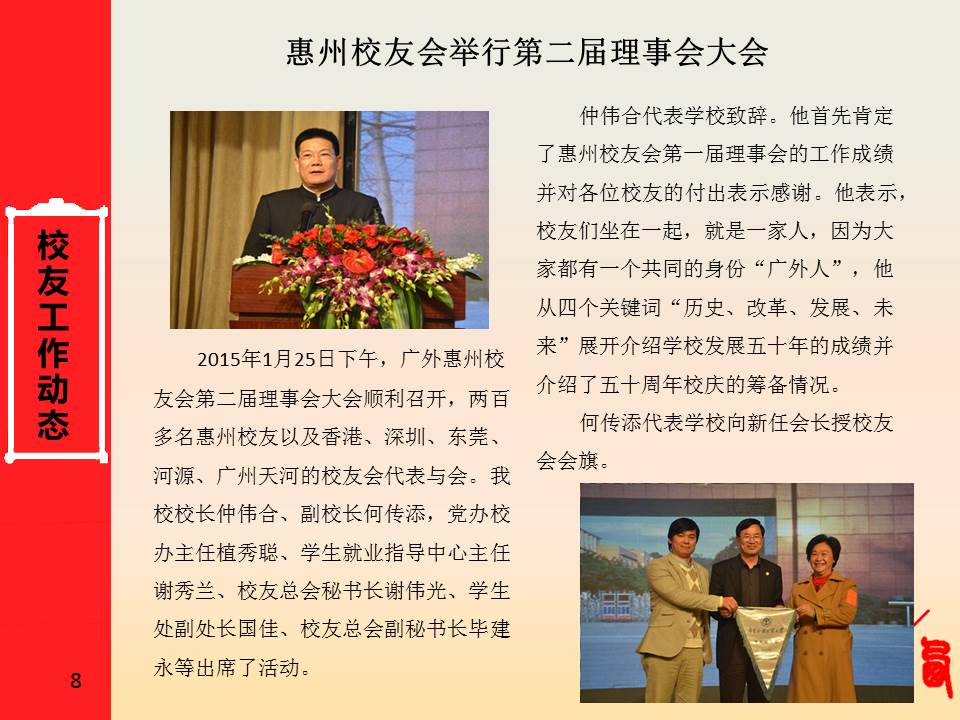 惠州校友会举行第二届理事会大会
校友工作动态
2015年1月25日下午，广外惠州校
友会第二届理事会大会顺利召开，两百
多名惠州校友以及香港、深圳、东莞、
河源、广州天河的校友会代表与会。我
校校长仲伟合、副校长何传添，党办校
办主任植秀聪、学生就业指导中心主任
谢秀兰、校友总会秘书长谢伟光、学生
处副处长国佳、校友总会副秘书长毕建
永等出席了活动。
仲伟合代表学校致辞。他首先肯定
了惠州校友会第一届理事会的工作成绩
并对各位校友的付出表示感谢。他表示，
校友们坐在一起，就是一家人，因为大
家都有一个共同的身份“广外人”，他
从四个关键词“历史、改革、发展、未
来”展开介绍学校发展五十年的成绩并
介绍了五十周年校庆的筹备情况。
何传添代表学校向新任会长授校友
会会旗。
8